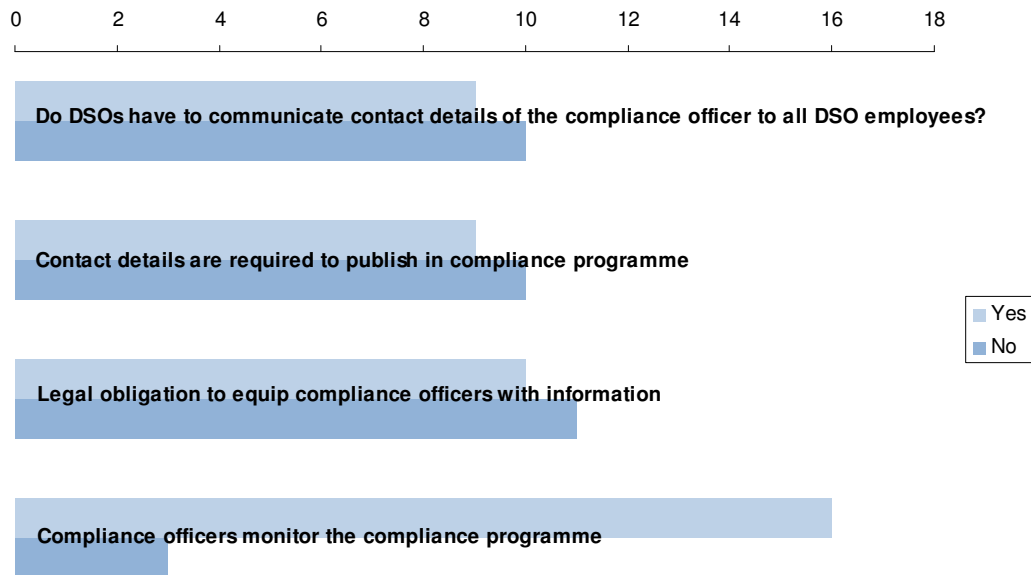 0 2 4 6 8 10 12 14 16 18
Do DSOs have to communicate contact details of the compliance officer to all DSO employees?
Contact details are required to publish in compliance programme
Yes
No
Legal obligation to equip compliance officers with information
Compliance officers monitor the compliance programme